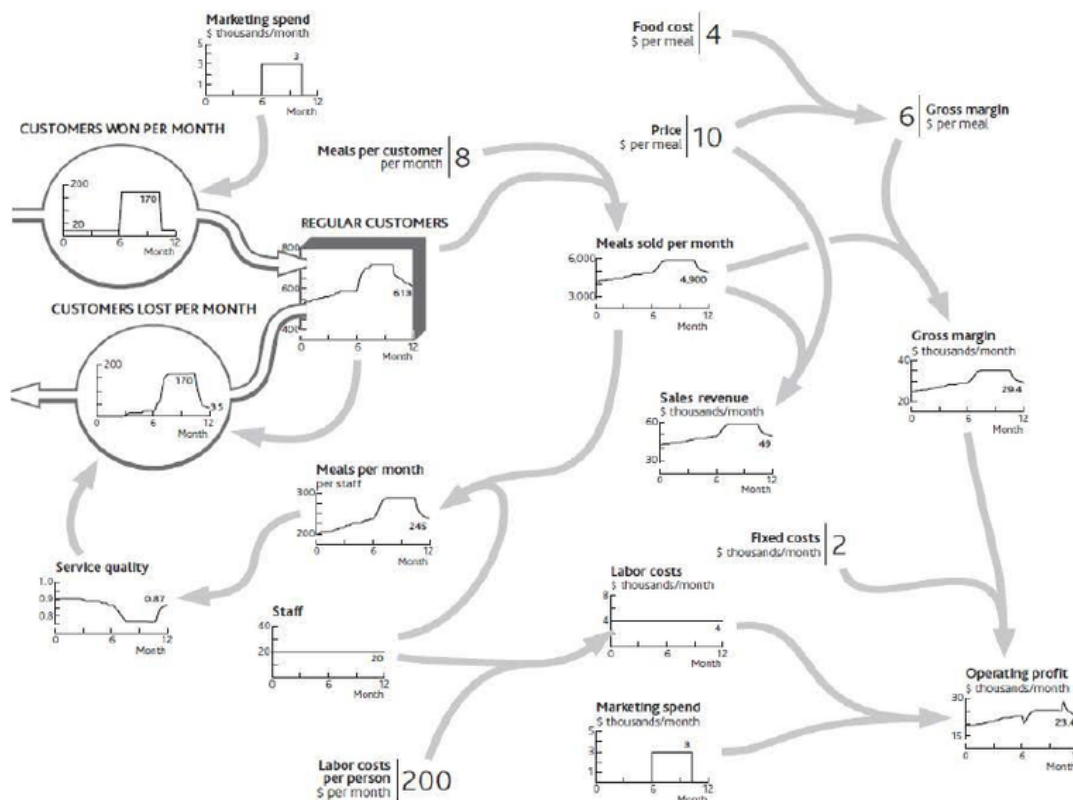 Marketing spend
$ thousands/month
5
3
1
3
0
6
12
Month
Food cost
$ per meal
4
CUSTOMERS WON PER MONTH
200
170
20
0
6
12
Month
Meals per customer
per month
8
Price
$ per meal
10
6
Gross margin
$ per meal
REGULAR CUSTOMERS
800
600
400
613
0
6
12
Month
Meals sold per month
6,000
3,000
4,900
0
6
12
Month
CUSTOMERS LOST PER MONTH
200
170
35
0
6
12
Month
Gross margin
$ thousands/month
40
20
29.4
0
6
12
Month
Sales revenue
$ thousands/month
60
30
49
0
6
12
Month
Meals per month
per staff
300
200
245
0
6
12
Month
Fixed costs
$ thousands/month
2
Service quality
1.0
0.9
0.8
0.87
0
6
12
Month
Labor costs
$ thousands/month
8
4
4
0
6
12
Month
Staff
40
20
20
0
6
12
Month
Operating profit
$ thousands/month
30
15
23.4
0
6
Month
Marketing spend
$ thousands/month
5
3
1
3
0
6
12
Month
Labor costs
per person
$ per month
200